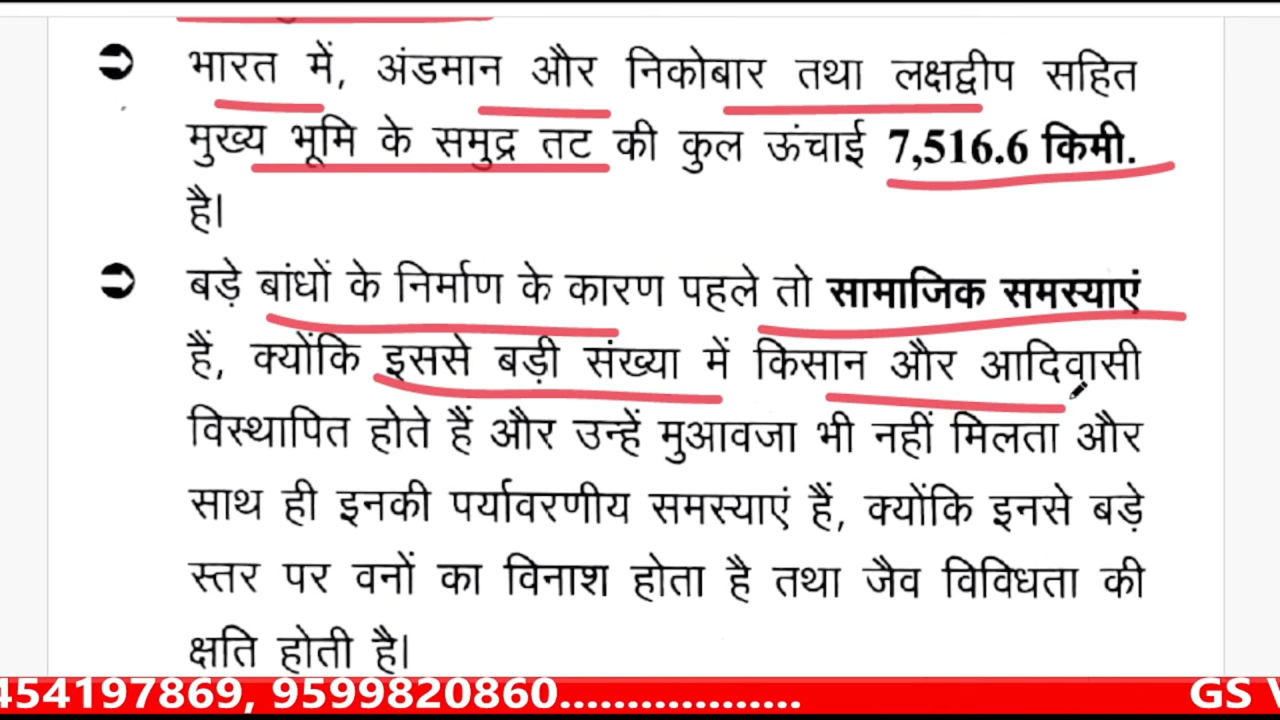 भारत में, अंडमान और निकोबार तथा लक्षद्वीप सहित
मुख्य भूमि के समुद्र तट की कुल ऊंचाई 7,516.6 किमी.
है।
बड़े बांधों के निर्माण के कारण पहले तो सामाजिक समस्याएं
हैं, क्योंकि इससे बड़ी संख्या में किसान और आदिवासी
विस्थापित होते हैं और उन्हें मुआवजा भी नहीं मिलता और
साथ ही इनकी पर्यावरणीय समस्याएं हैं, क्योंकि इनसे बड़े
स्तर पर वनों का विनाश होता है तथा जैव विविधता की
क्षति होती है।
454197869, 9599820860.................. GS